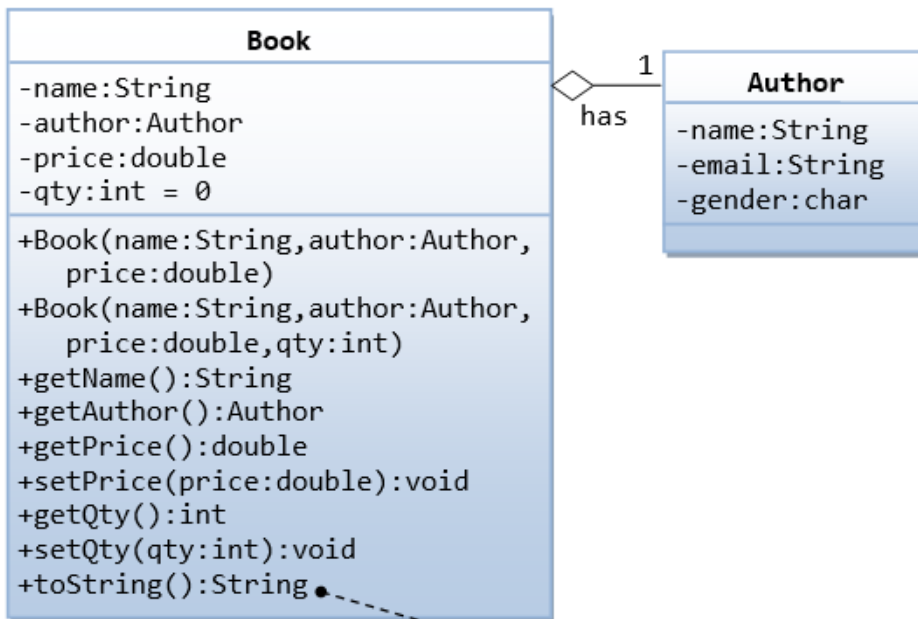 Book
-name:String
-author:Author
-price:double
-qty:int = 0
+Book(name:String,author:Author,
price:double)
+Book(name:String,author:Author,
price:double,qty:int)
+getName():String
+getAuthor():Author
+getPrice():double
+setPrice(price:double):void
+getQty():int
+setQty(qty:int):void
+toString():String
1
has
Author
-name:String
-email:String
-gender:char